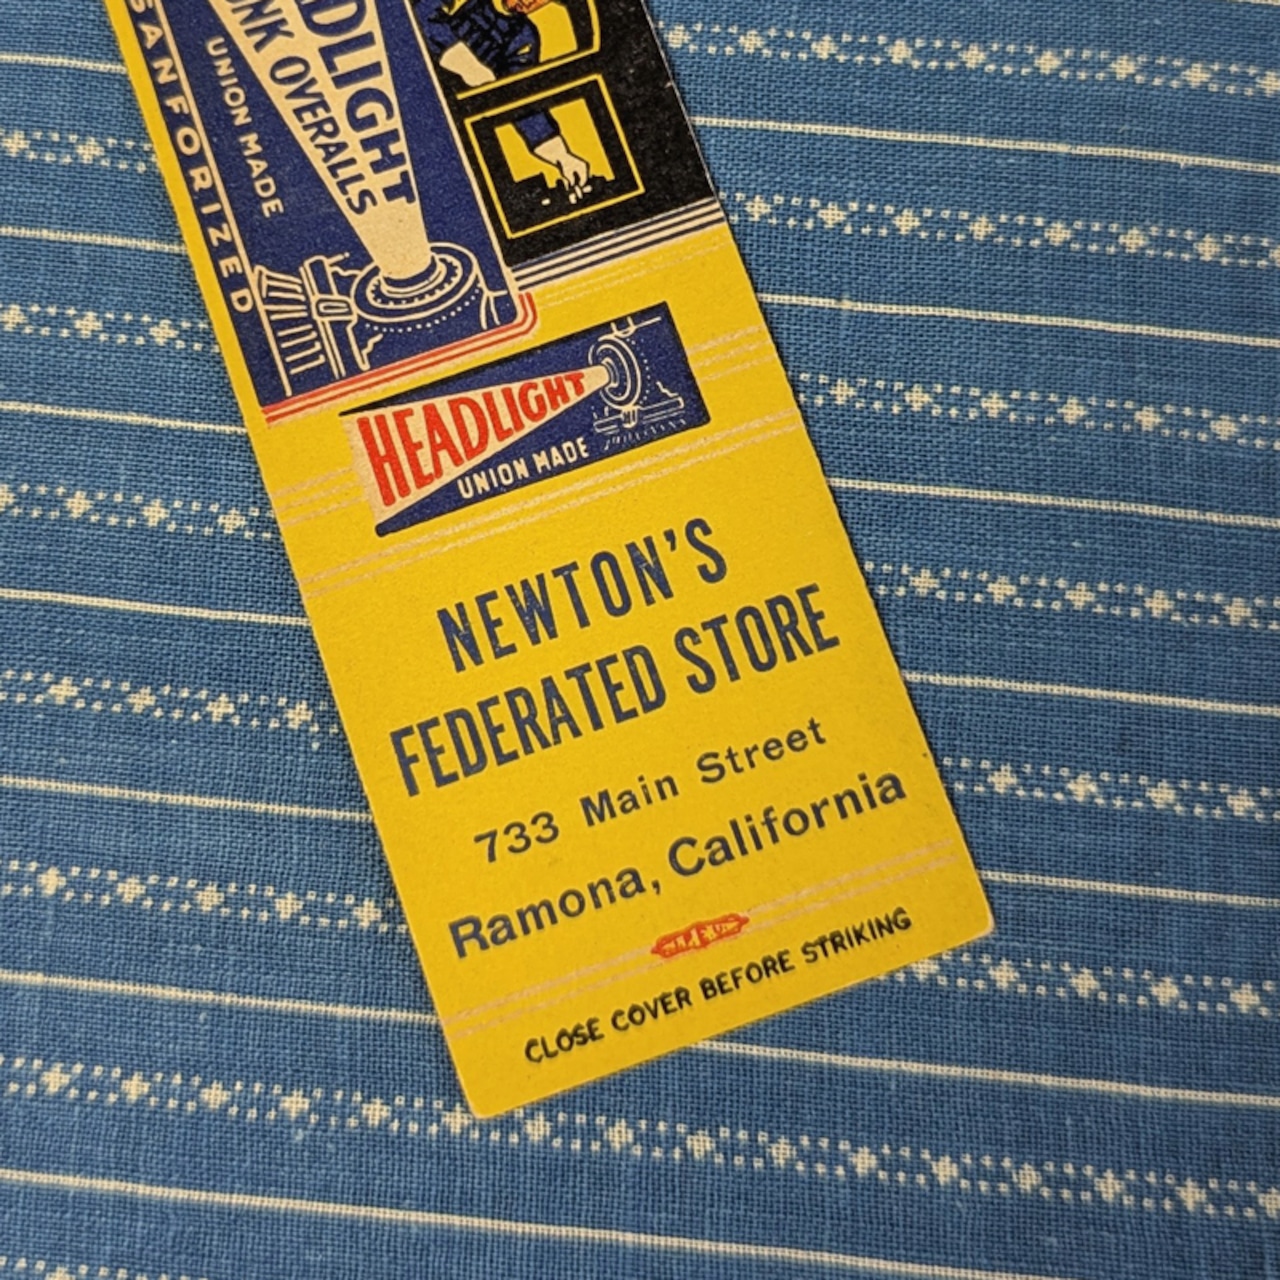 SANFORIZED
UNION MADE
OVERALLS
HEADLIGHT
UNION MADE
NEWTON'S
FEDERATED STORE
733 Main Street
Ramona, California
CLOSE COVER BEFORE STRIKING